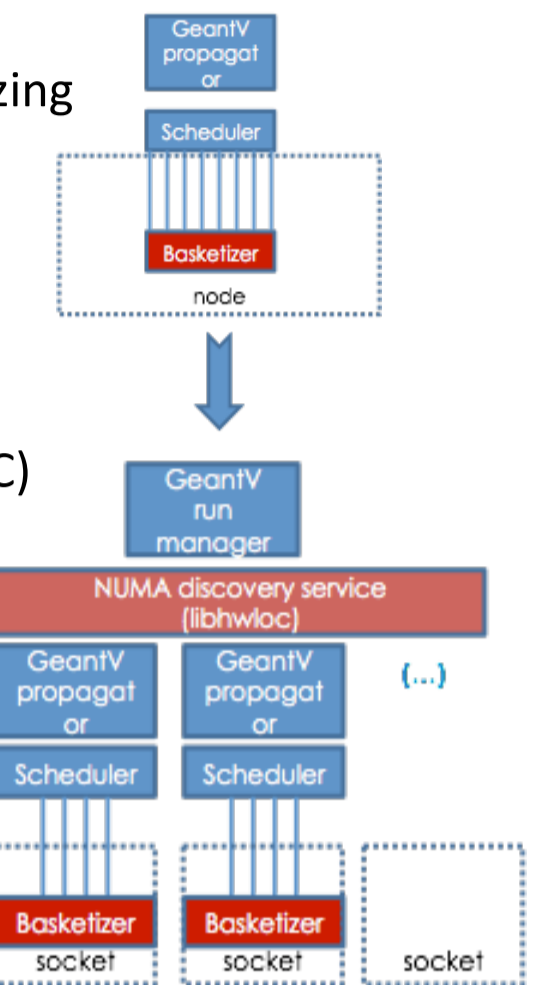 GeantV
propagat
or
zing
Scheduler
Basketizer
node
C)
GeantV
run
manager
NUMA discovery service
(libhwloc)
GeantV
propagat
or
GeantV
propagat
or
(...)
Scheduler
Scheduler
Basketizer
Basketizer
socket
socket
socket